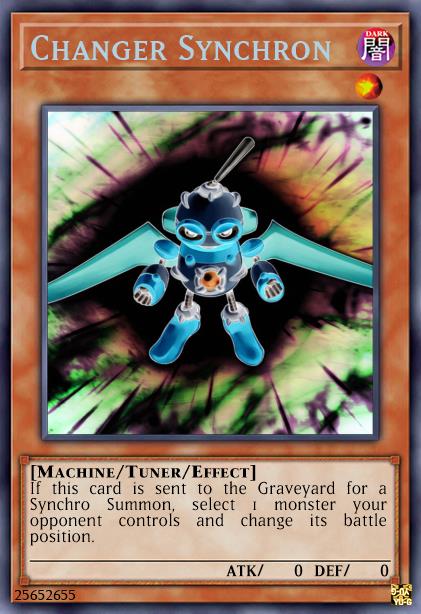 CHANGER SYNCHRON
DARK
闇
[MACHINE/TUNER/EFFECT]
If this card is sent to the Graveyard for a
Synchro Summon, select 1 monster your
opponent controls and change its battle
position.
ATK/ 0 DEF/ 0
25652655